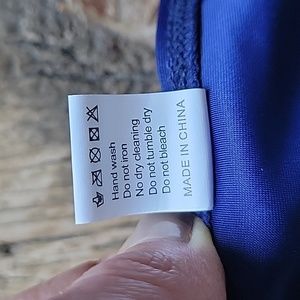 Hand wash
Do not iron
No dry cleaning
Do not tumble dry
Do not bleach
MADE IN CHINA